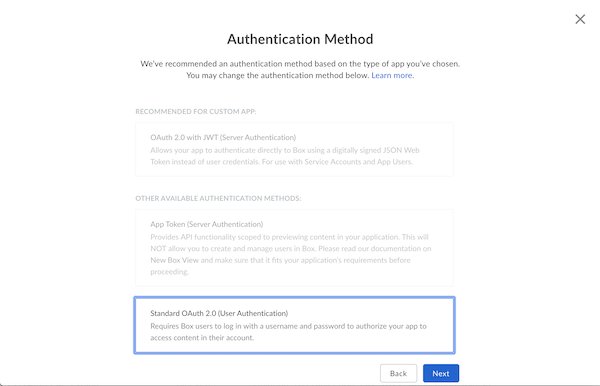 Authentication Method
We've recommended an authentication method based on the type of app you've chosen.
You may change the authentication method below. Learn more.
RECOMMENDED FOR CUSTOM APP:
OAuth 2.0 with JWT (Server Authentication)
Allows your app to authenticate directly to Box using a digitally signed JSON Web
Token instead of user credentials. For use with Service Accounts and App Users.
OTHER AVAILABLE AUTHENTICATION METHODS:
App Token (Server Authentication)
Provides API functionality scoped to previewing content in your application. This will
NOT allow you to create and manage users in Box. Please read our documentation on
New Box View and make sure that it fits your application's requirements before
proceeding.
Standard OAuth 2.0 (User Authentication)
Requires Box users to log in with a username and password to authorize your app to
access content in their account.
Back
Next